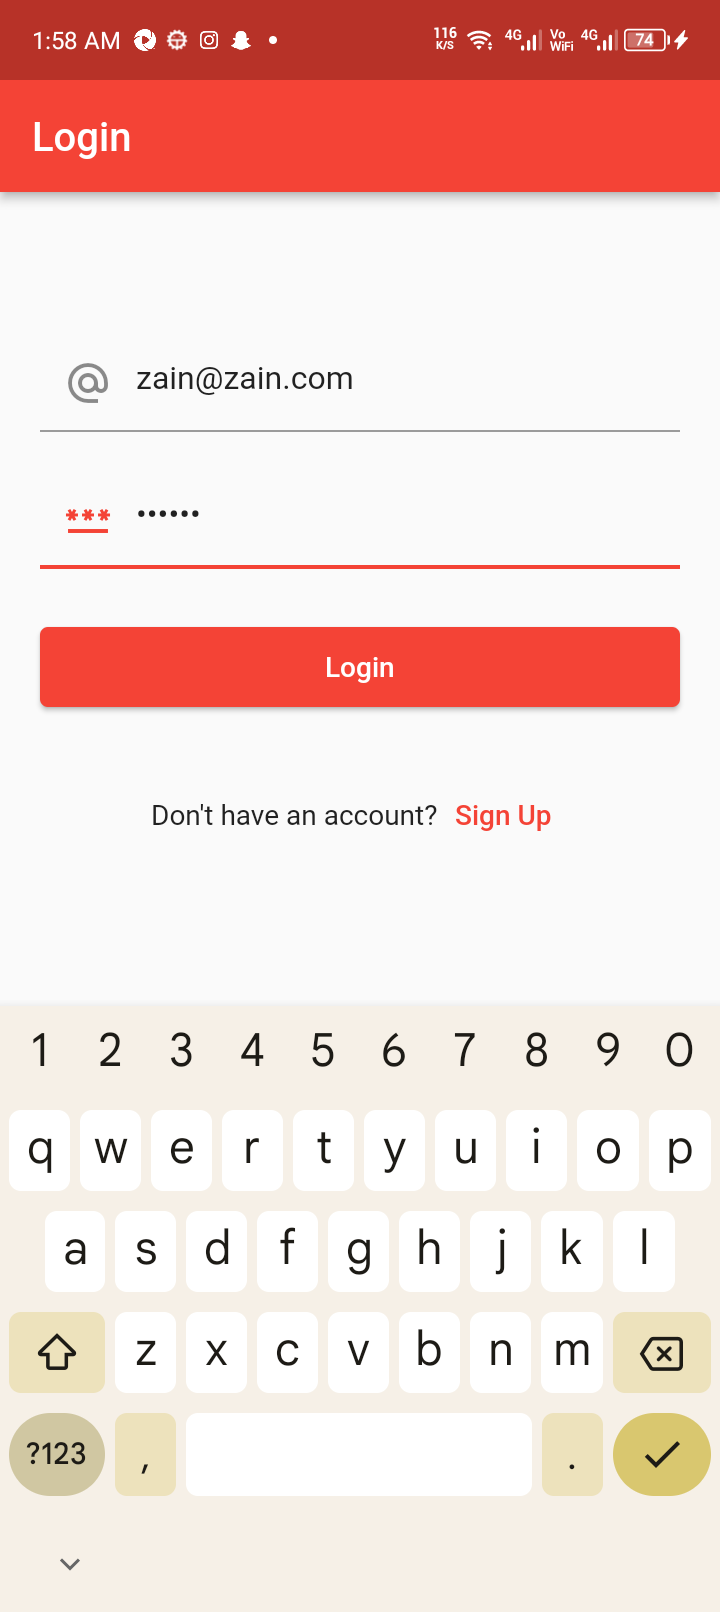 1:58 AM 116 K/S 4G Vo WiFi 4G 74
Login
zain@zain.com
*** ••••••
Login
Don't have an account? Sign Up
1 2 3 4 5 6 7 8 9 0
q w e r t y u i o p
a s d f g h j k l
z x c v b n m
?123 , .